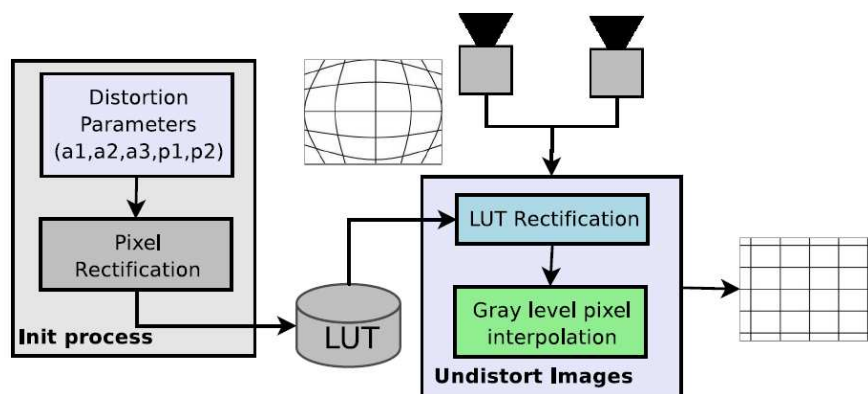 Distortion
Parameters
(a1,a2,a3,p1,p2)
Pixel
Rectification
Init process
LUT
LUT Rectification
Gray level pixel
interpolation
Undistort Images